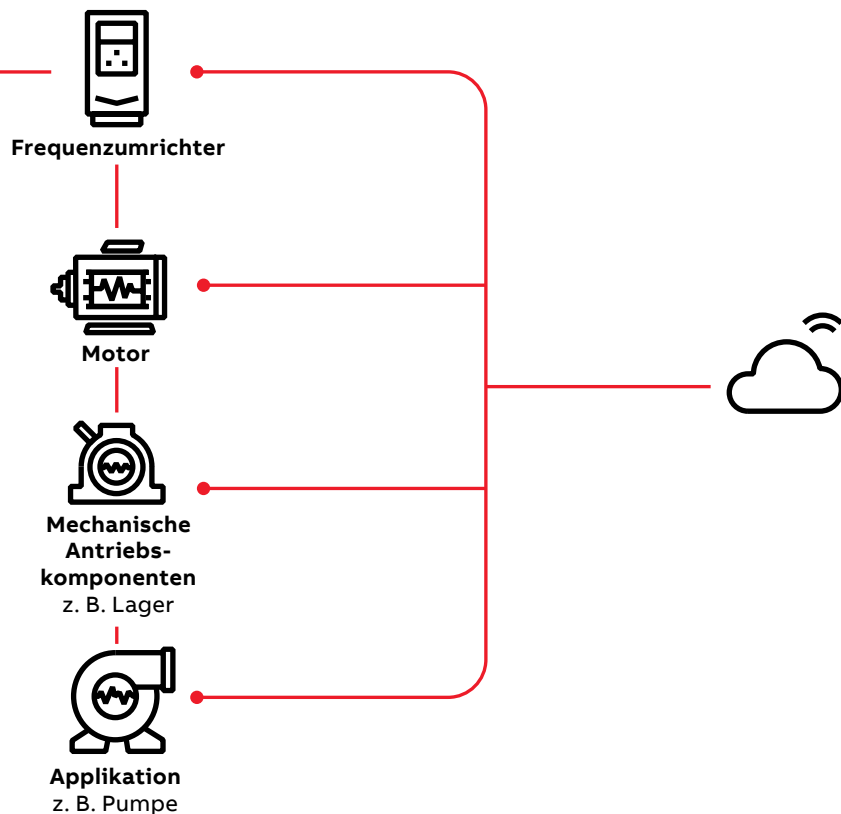 Frequenzumrichter
Motor
Mechanische
Antriebs-
komponenten
z. B. Lager
Applikation
z. B. Pumpe